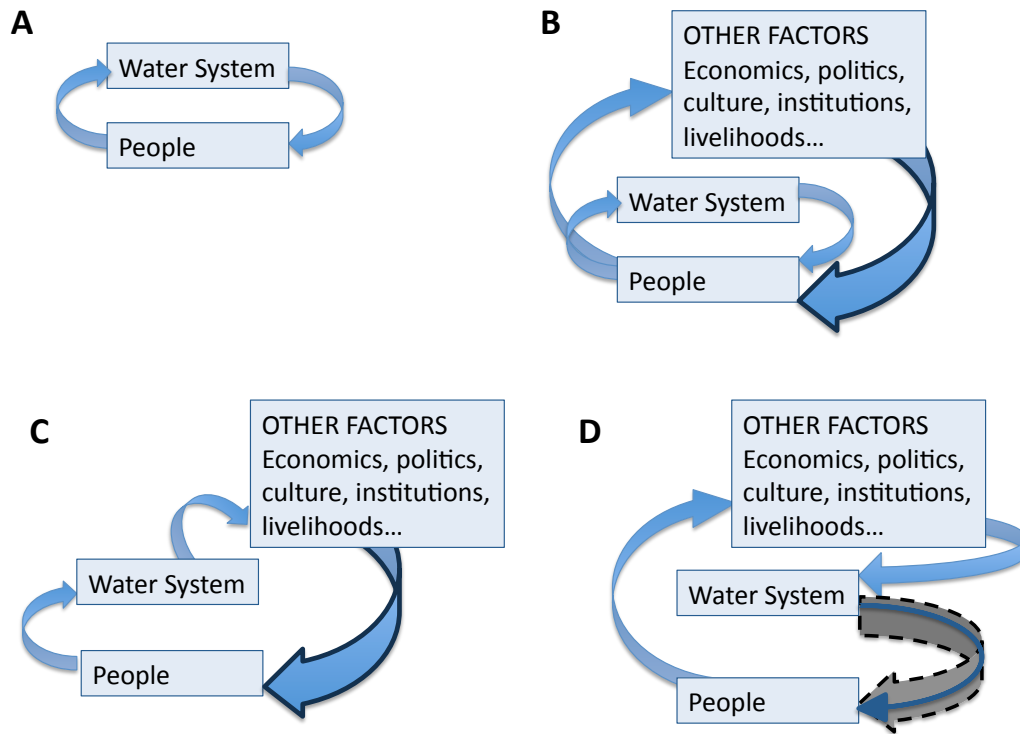 A
Water System
People
B
OTHER FACTORS
Economics, politics,
culture, institutions,
livelihoods...
Water System
People
C
OTHER FACTORS
Economics, politics,
culture, institutions,
livelihoods...
Water System
People
D
OTHER FACTORS
Economics, politics,
culture, institutions,
livelihoods...
Water System
People